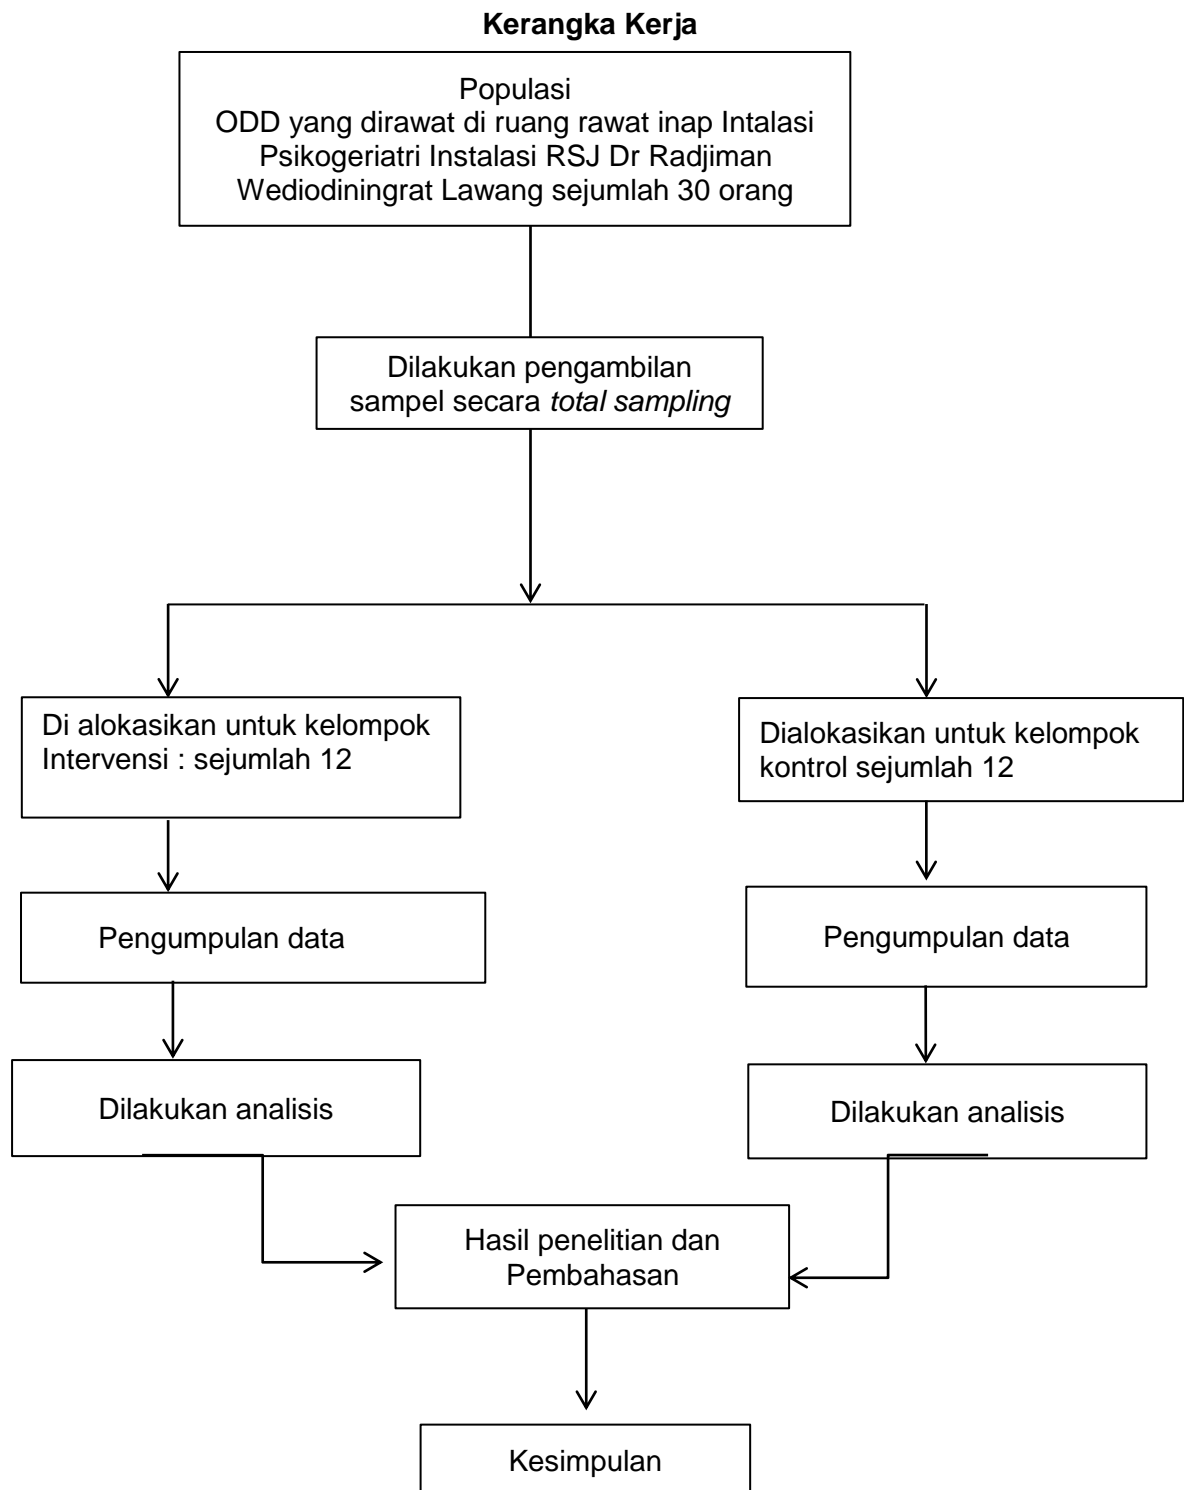 Kerangka Kerja
Populasi
ODD yang dirawat di ruang rawat inap Intalasi
Psikogeriatri Instalasi RSJ Dr Radjiman
Wediodiningrat Lawang sejumlah 30 orang
Dilakukan pengambilan
sampel secara total sampling
Di alokasikan untuk kelompok
Intervensi : sejumlah 12
Dialokasikan untuk kelompok
kontrol sejumlah 12
Pengumpulan data
Pengumpulan data
Dilakukan analisis
Dilakukan analisis
Hasil penelitian dan
Pembahasan
Kesimpulan